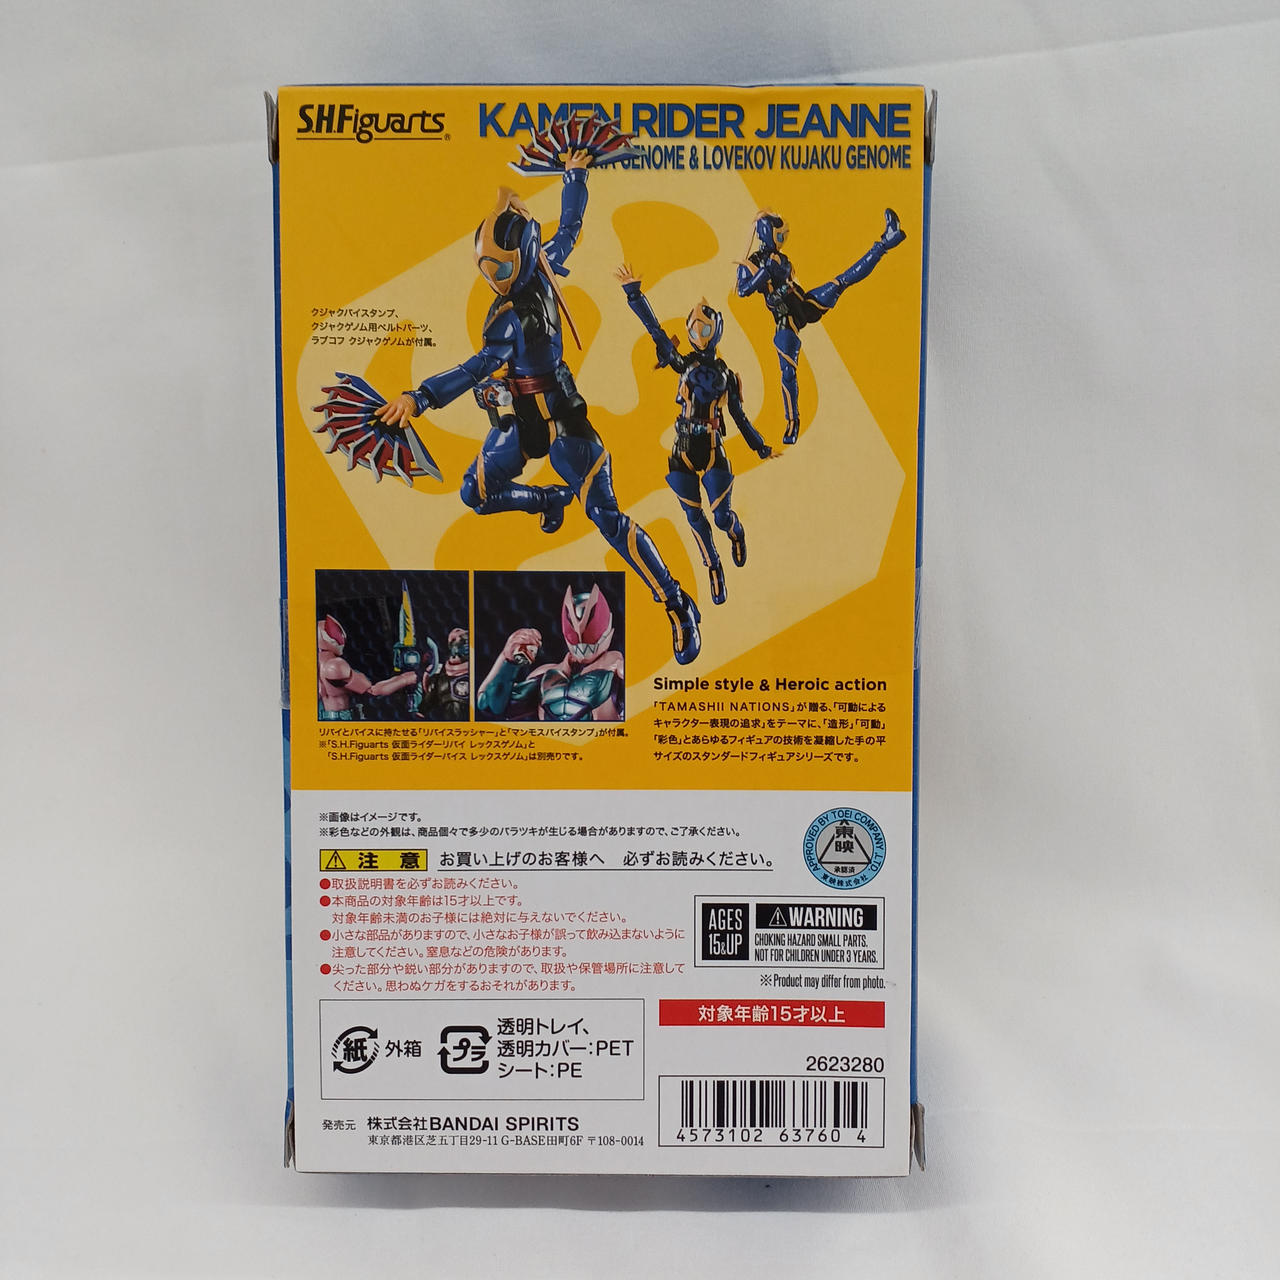 S.H.Figuarts®
KAMEN RIDER JEANNE
GENOME & LOVEKOV KUJAKU GENOME
クジャクバイスタンプ、
クジャクゲノム用ベルトパーツ、
ラブコフ クジャクゲノムが付属。
リバイとバイスに持たせる「リバイスラッシャー」と「マンモスバイスタンプ」が付属。
※「S.H.Figuarts 仮面ライダーリバイ レックスゲノム」と
「S.H.Figuarts 仮面ライダーバイス レックスゲノム」は別売りです。
Simple style & Heroic action
「TAMASHII NATIONS」が贈る、「可動による
キャラクター表現の追求」をテーマに、「造形」「可動」
「彩色」とあらゆるフィギュアの技術を凝縮した手の平
サイズのスタンダードフィギュアシリーズです。
※画像はイメージです。
※彩色などの外観は、商品個々で多少のバラツキが生じる場合がありますので、ご了承ください。
APPROVED BY TOEI COMPANY, LTD.
東映
承認済
東映株式会社
注意 お買い上げのお客様へ 必ずお読みください。
●取扱説明書を必ずお読みください。
●本商品の対象年齢は15才以上です。
対象年齢未満のお子様には絶対に与えないでください。
●小さな部品がありますので、小さなお子様が誤って飲み込まないように
注意してください。窒息などの危険があります。
●尖った部分や鋭い部分がありますので、取扱や保管場所に注意して
ください。思わぬケガをするおそれがあります。
AGES
15&UP
WARNING
CHOKING HAZARD SMALL PARTS.
NOT FOR CHILDREN UNDER 3 YEARS.
※Product may differ from photo.
対象年齢15才以上
紙 外箱
プラ 透明トレイ、
透明カバー:PET
シート:PE
2623280
4573102 63760 4
発売元 株式会社BANDAI SPIRITS
東京都港区芝五丁目29-11 G-BASE田町6F 〒108-0014